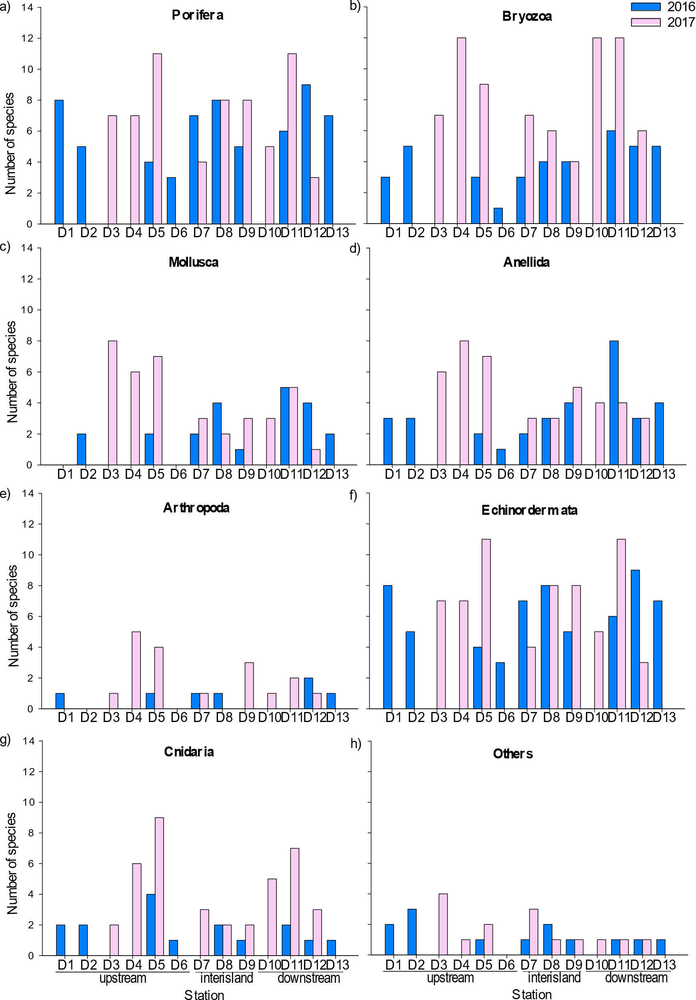 a)
Porifera
14
12
10
8
6
4
2
0
Number of species
D1 D2 D3 D4 D5 D6 D7 D8 D9 D10 D11 D12 D13
b)
Bryozoa
2016
2017
D1 D2 D3 D4 D5 D6 D7 D8 D9 D10 D11 D12 D13
c)
Mollusca
14
12
10
8
6
4
2
0
Number of species
D1 D2 D3 D4 D5 D6 D7 D8 D9 D10 D11 D12 D13
d)
Anellida
D1 D2 D3 D4 D5 D6 D7 D8 D9 D10 D11 D12 D13
e)
Arthropoda
14
12
10
8
6
4
2
0
Number of species
D1 D2 D3 D4 D5 D6 D7 D8 D9 D10 D11 D12 D13
f)
Echinordermata
D1 D2 D3 D4 D5 D6 D7 D8 D9 D10 D11 D12 D13
g)
Cnidaria
14
12
10
8
6
4
2
0
Number of species
D1 D2 D3 D4 D5 D6 D7 D8 D9 D10 D11 D12 D13
upstream interisland downstream
Station
h)
Others
D1 D2 D3 D4 D5 D6 D7 D8 D9 D10 D11 D12 D13
upstream interisland downstream
Station